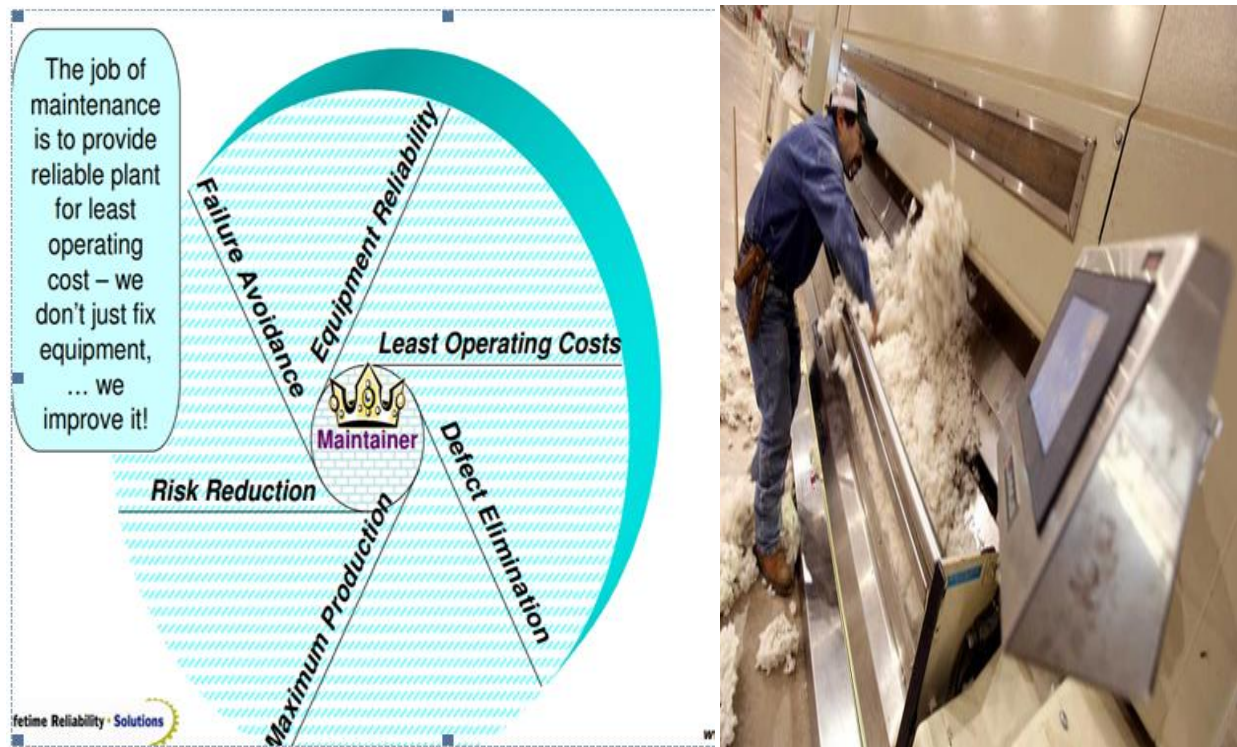 The job of
maintenance
is to provide
reliable plant
for least
operating
cost – we
don't just fix
equipment,
... we
improve it!
Failure Avoidance
Equipment Reliability
Least Operating Costs
Maintainer
Defect Elimination
Risk Reduction
Maximum Production
fetime Reliability · Solutions